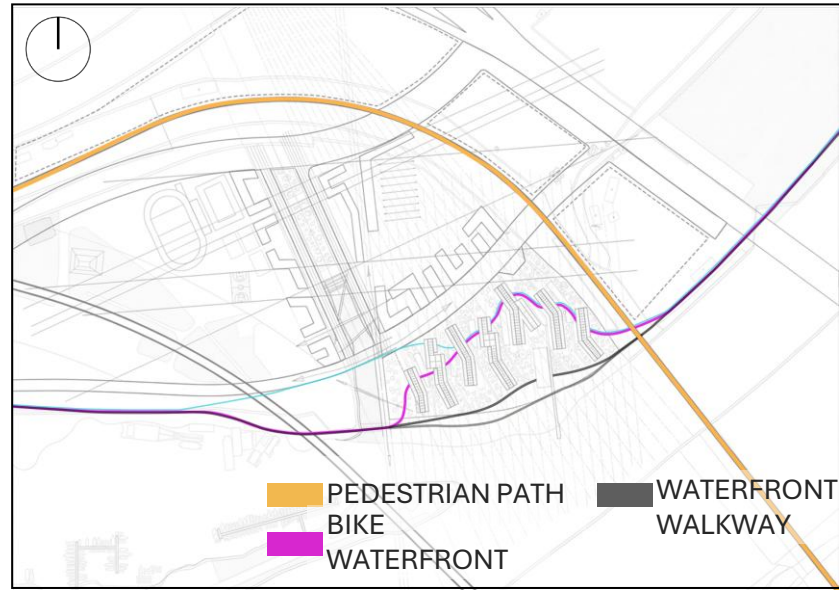 PEDESTRIAN PATH
BIKE
WATERFRONT
WATERFRONT
WALKWAY